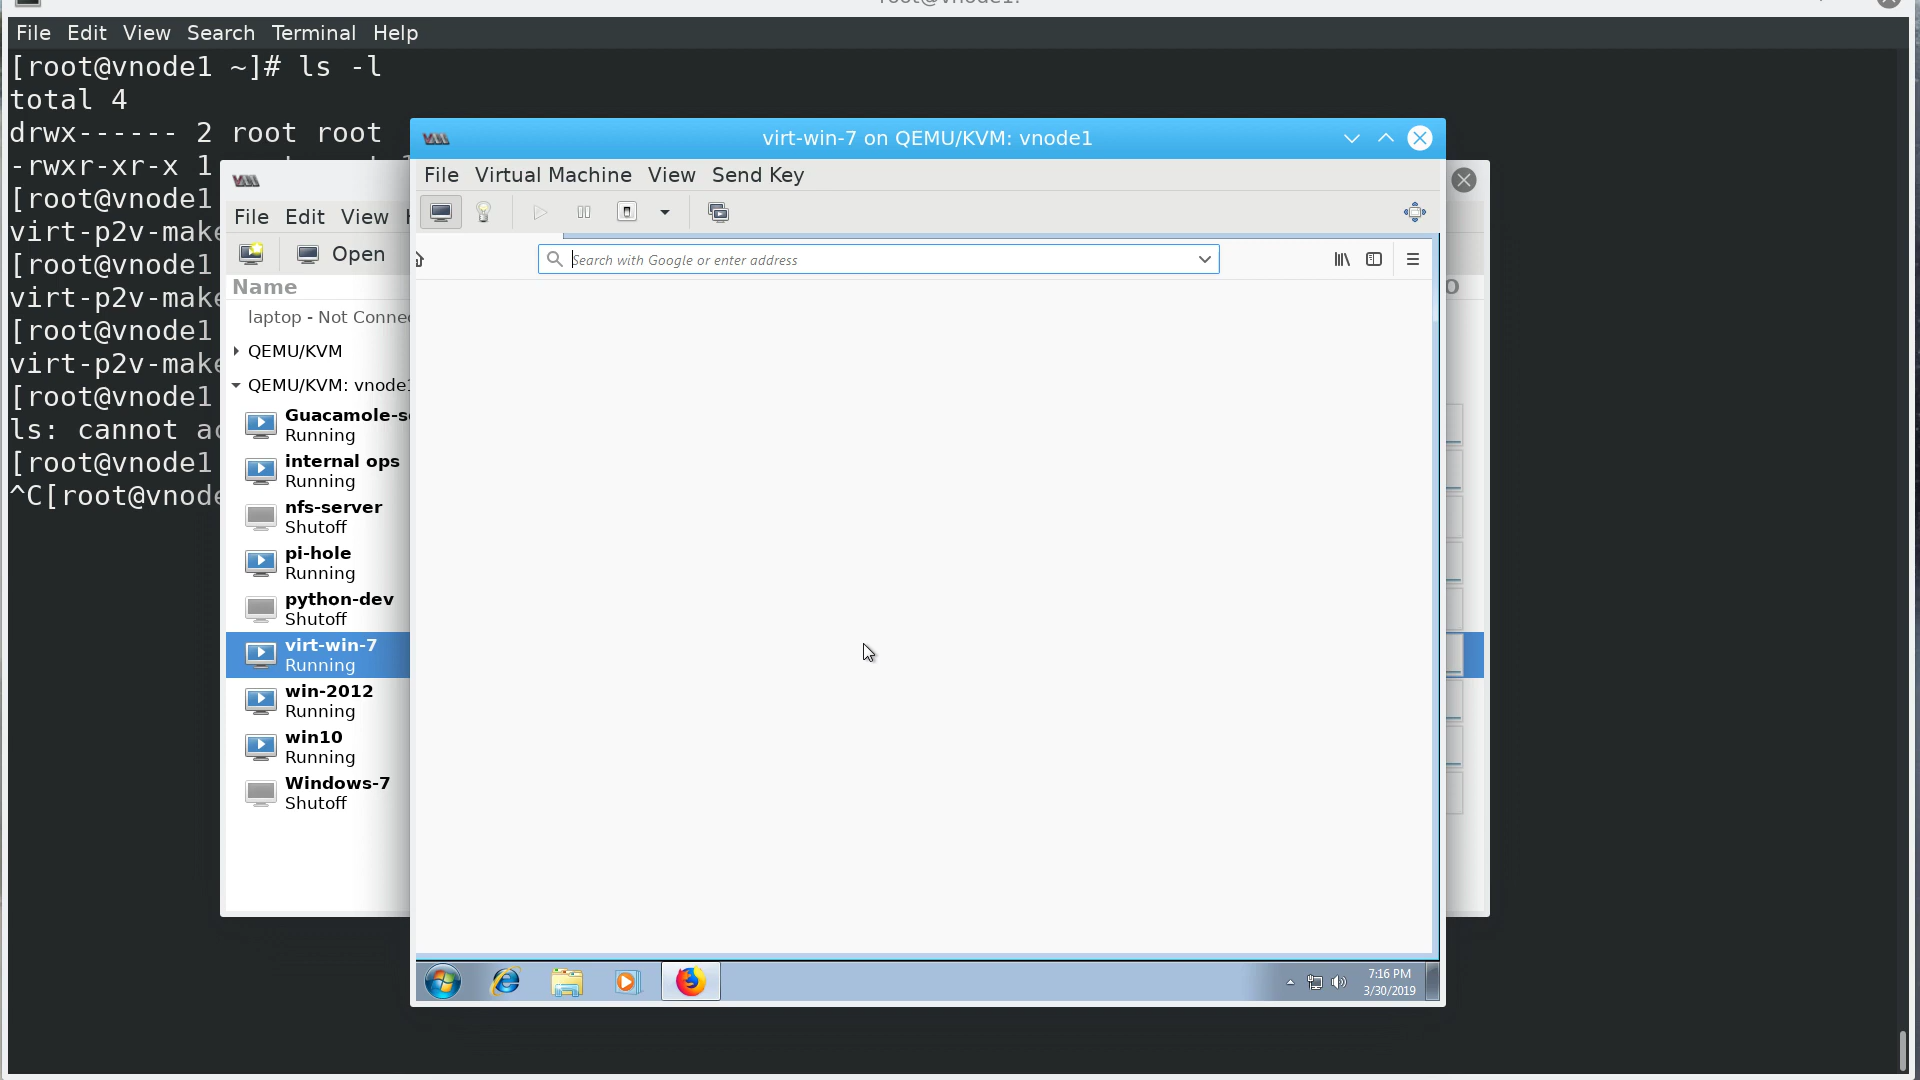 File Edit View Search Terminal Help
[root@vnode1 ~]# ls -l
total 4
drwx------ 2 root root
-rwxr-xr-x 1
[root@vnode1
virt-p2v-make
[root@vnode1
virt-p2v-make
[root@vnode1
virt-p2v-make
[root@vnode1
ls: cannot ac
[root@vnode1
^C[root@vnode
File Edit View
Open
Name
laptop - Not Conne
QEMU/KVM
QEMU/KVM: vnode1
Guacamole-se
Running
internal ops
Running
nfs-server
Shutoff
pi-hole
Running
python-dev
Shutoff
virt-win-7
Running
win-2012
Running
win10
Running
Windows-7
Shutoff
virt-win-7 on QEMU/KVM: vnode1
File Virtual Machine View Send Key
Search with Google or enter address
7:16 PM
3/30/2019